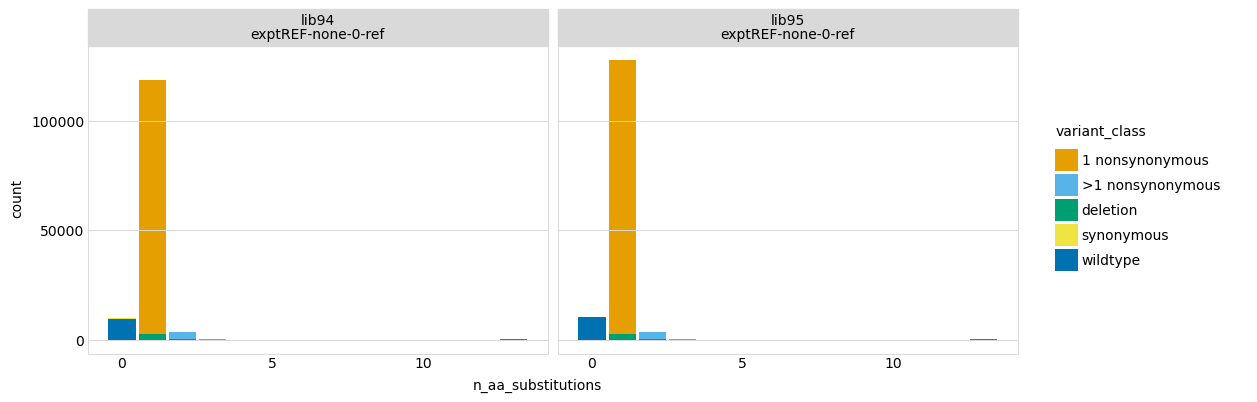 lib94
exptREF-none-0-ref
lib95
exptREF-none-0-ref
100000
50000
0
count
0
5
10
0
5
10
n_aa_substitutions
variant_class
1 nonsynonymous
>1 nonsynonymous
deletion
synonymous
wildtype